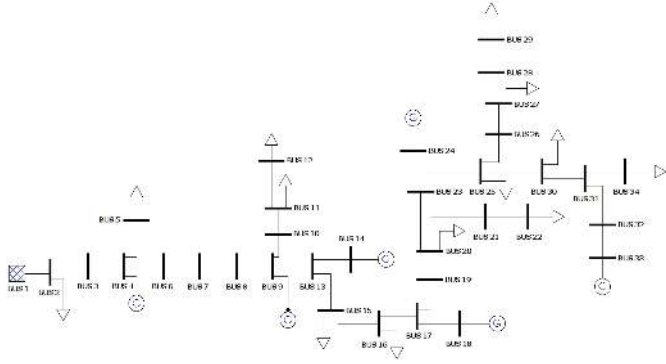 BUS 29
BUS 28
BUS 27
G
BUS 26
BUS 24
BUS 12
BUS 23
BUS 25
BUS 30
BUS 31
BUS 34
BUS 11
BUS 5
BUS 21
BUS 22
BUS 32
BUS 10
BUS 14
BUS 20
BUS 33
BUS 1
BUS 2
BUS 3
BUS 4
BUS 6
BUS 7
BUS 8
BUS 9
BUS 13
G
BUS 19
G
G
G
BUS 15
BUS 16
BUS 17
BUS 18
G